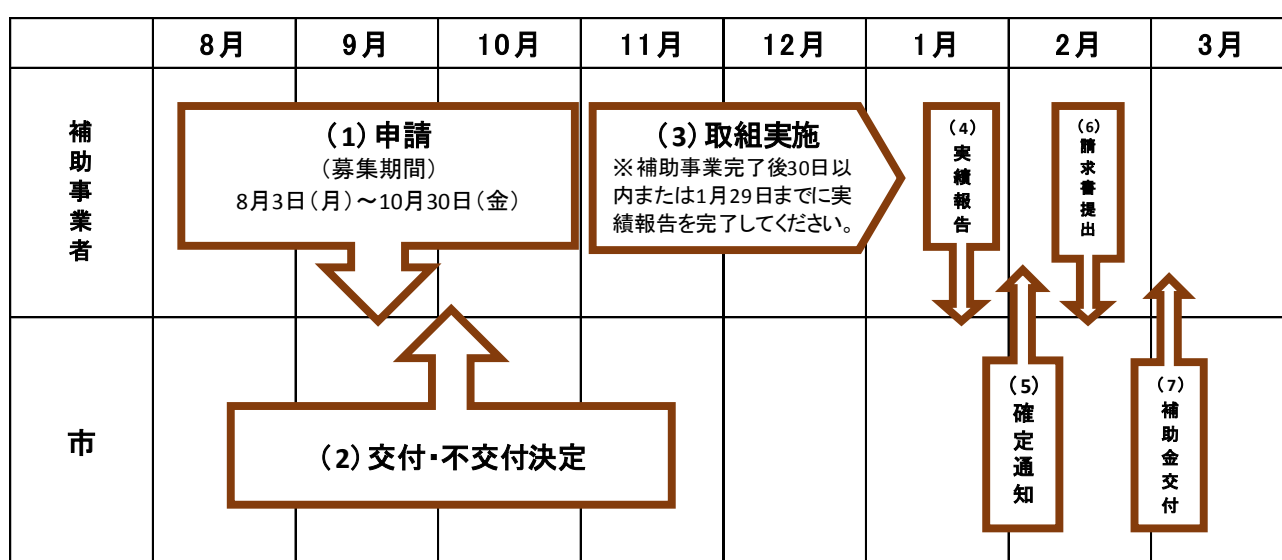 8月 9月 10月 11月 12月 1月 2月 3月
補助事業者
(1)申請
(募集期間)
8月3日(月)~10月30日(金)
(3)取組実施
※補助事業完了後30日以
内または1月29日までに実
績報告を完了してください。
(4)実績報告
(6)請求書提出
市
(2)交付・不交付決定
(5)確定通知
(7)補助金交付